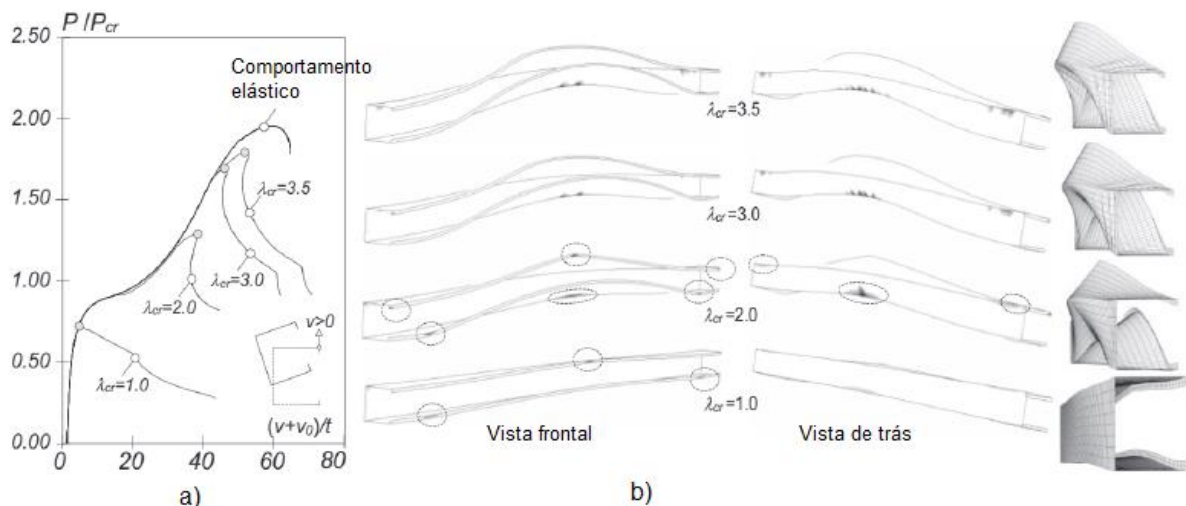 a)
P/Pcr
2.50
2.00
1.50
1.00
0.50
0.00
0
20
40
60
80
Comportamento
elástico
λcr=3.5
λcr=3.0
λcr=2.0
λcr=1.0
v>0
(v+v0)/t
a)
λcr=3.5
λcr=3.0
λcr=2.0
λcr=1.0
Vista frontal
Vista de trás
b)